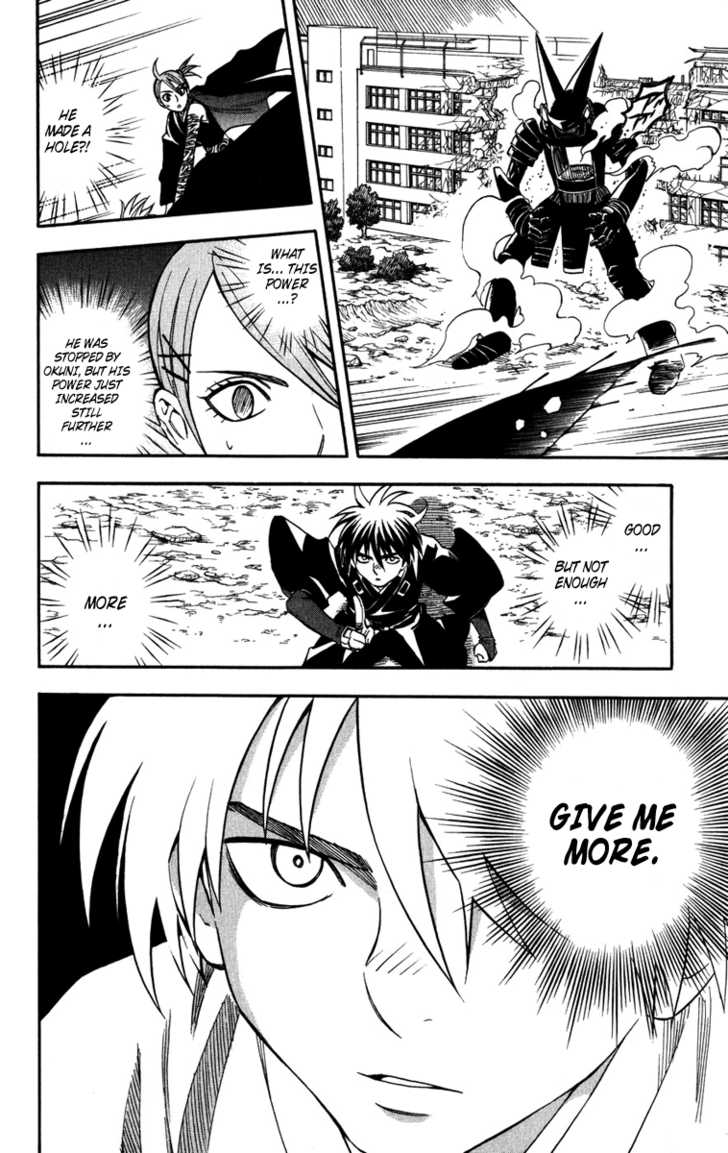 HE
MADE A
HOLE?!
WHAT
IS... THIS
POWER
...?
HE WAS
STOPPED BY
OKUNI, BUT HIS
POWER JUST
INCREASED
STILL
FURTHER
...
GOOD
...
BUT NOT
ENOUGH
...
MORE
...
GIVE ME
MORE.